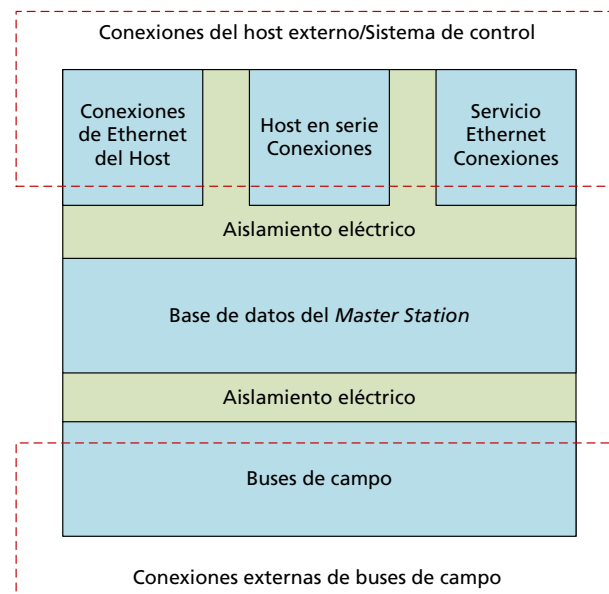 Conexiones del host externo/Sistema de control
Conexiones
de Ethernet
del Host
Host en serie
Conexiones
Servicio
Ethernet
Conexiones
Aislamiento eléctrico
Base de datos del Master Station
Aislamiento eléctrico
Buses de campo
Conexiones externas de buses de campo